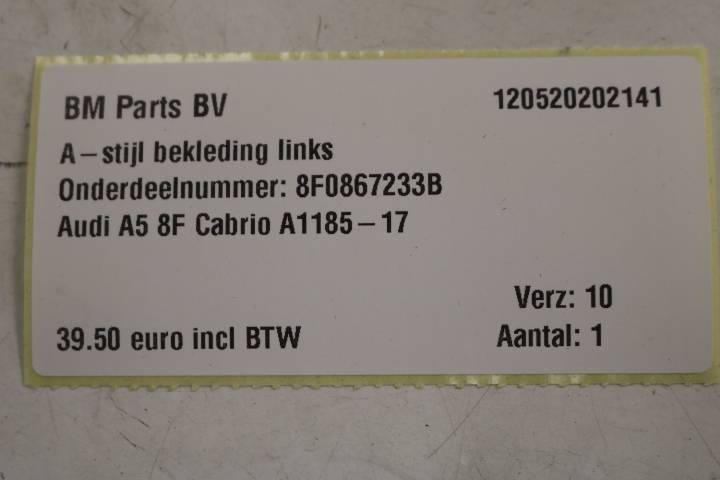 BM Parts BV 120520202141
A-stijl bekleding links
Onderdeelnummer: 8F0867233B
Audi A5 8F Cabrio A1185-17
Verz: 10
39.50 euro incl BTW Aantal: 1